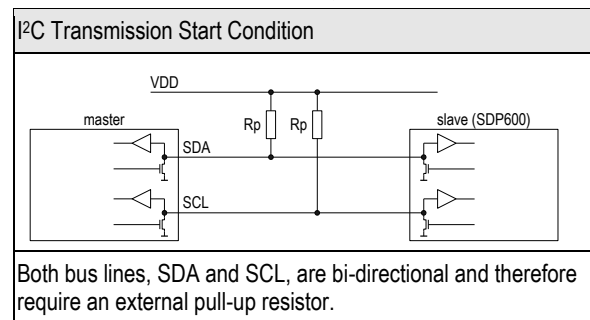 I²C Transmission Start Condition
VDD
master
Rp
Rp
slave (SDP600)
SDA
SCL
Both bus lines, SDA and SCL, are bi-directional and therefore
require an external pull-up resistor.